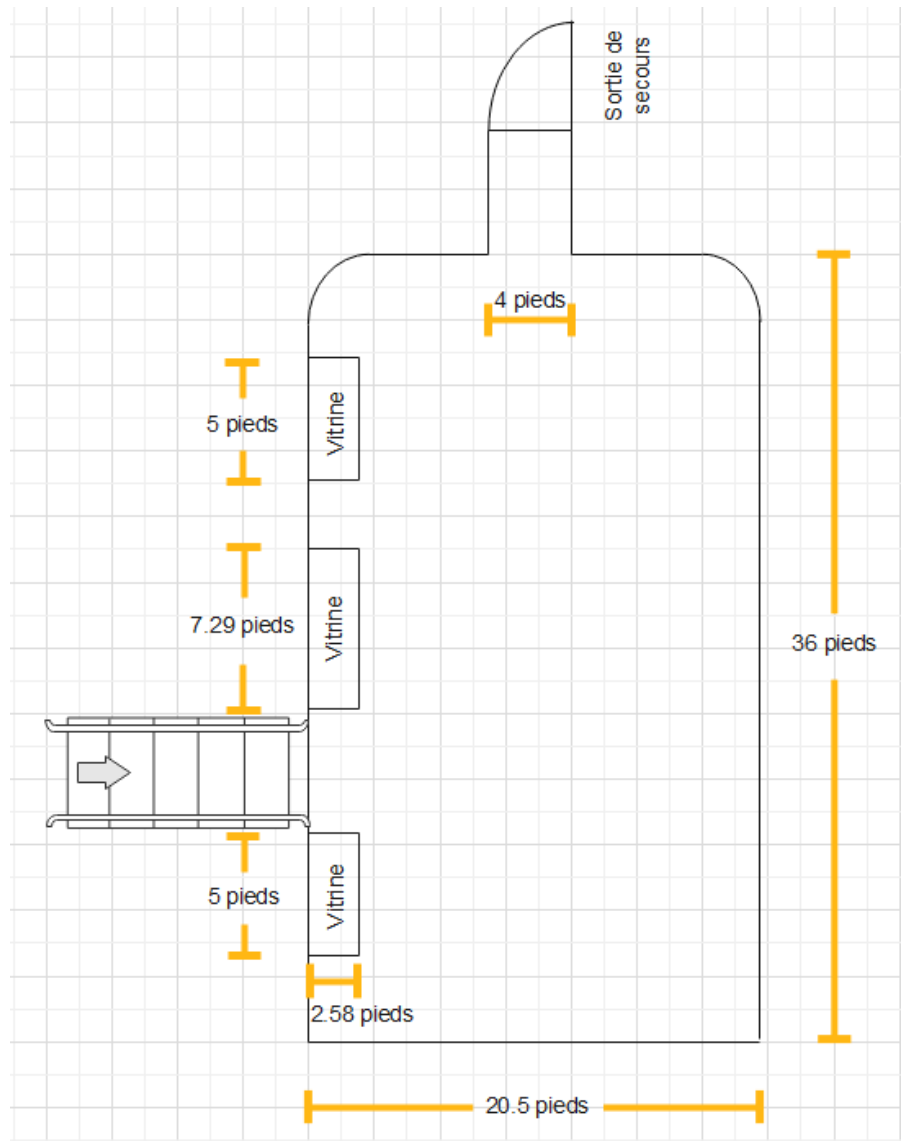 Sortie de
secours
4 pieds
5 pieds
Vitrine
7.29 pieds
Vitrine
36 pieds
5 pieds
Vitrine
2.58 pieds
20.5 pieds